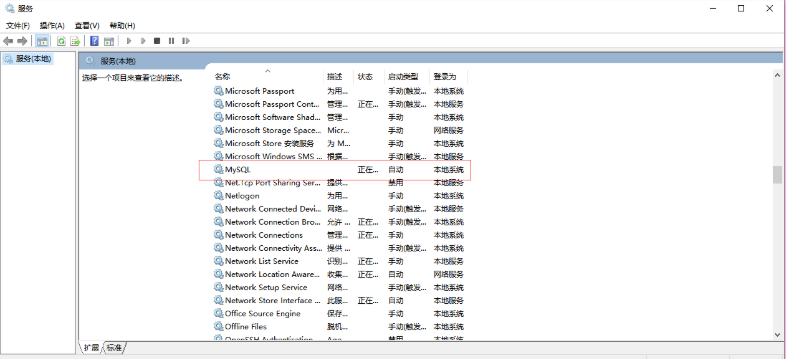 服务
文件(F) 操作(A) 查看(V) 帮助(H)
服务(本地)
服务(本地)
选择一个项目来查看它的描述。
名称 描述 状态 启动类型 登录为
Microsoft Passport 为用... 手动(触发... 本地系统
Microsoft Passport Cont... 管理... 正在... 手动(触发... 本地服务
Microsoft Software Shad... 管理... 手动 本地系统
Microsoft Storage Space... Micr... 手动 网络服务
Microsoft Store 安装服务 为 M... 手动 本地系统
Microsoft Windows SMS ... 根据... 手动(触发... 本地服务
MySQL 正在... 自动 本地系统
Net.Tcp Port Sharing Ser... 提供... 禁用 本地服务
Netlogon 为用... 手动 本地系统
Network Connected Devi... 网络... 手动(触发... 本地服务
Network Connection Bro... 允许 ... 正在... 手动(触发... 本地系统
Network Connections 管理... 正在... 手动 本地系统
Network Connectivity Ass... 提供 ... 手动(触发... 本地系统
Network List Service 识别... 正在... 手动 本地服务
Network Location Aware... 收集... 正在... 自动 网络服务
Network Setup Service 网络... 手动(触发... 本地系统
Network Store Interface ... 此服... 正在... 自动 本地服务
Office Source Engine 保存... 手动 本地系统
Offline Files 脱机... 手动(触发... 本地系统
OpenSSH Authentication ... Age... 禁用 本地系统
扩展 标准